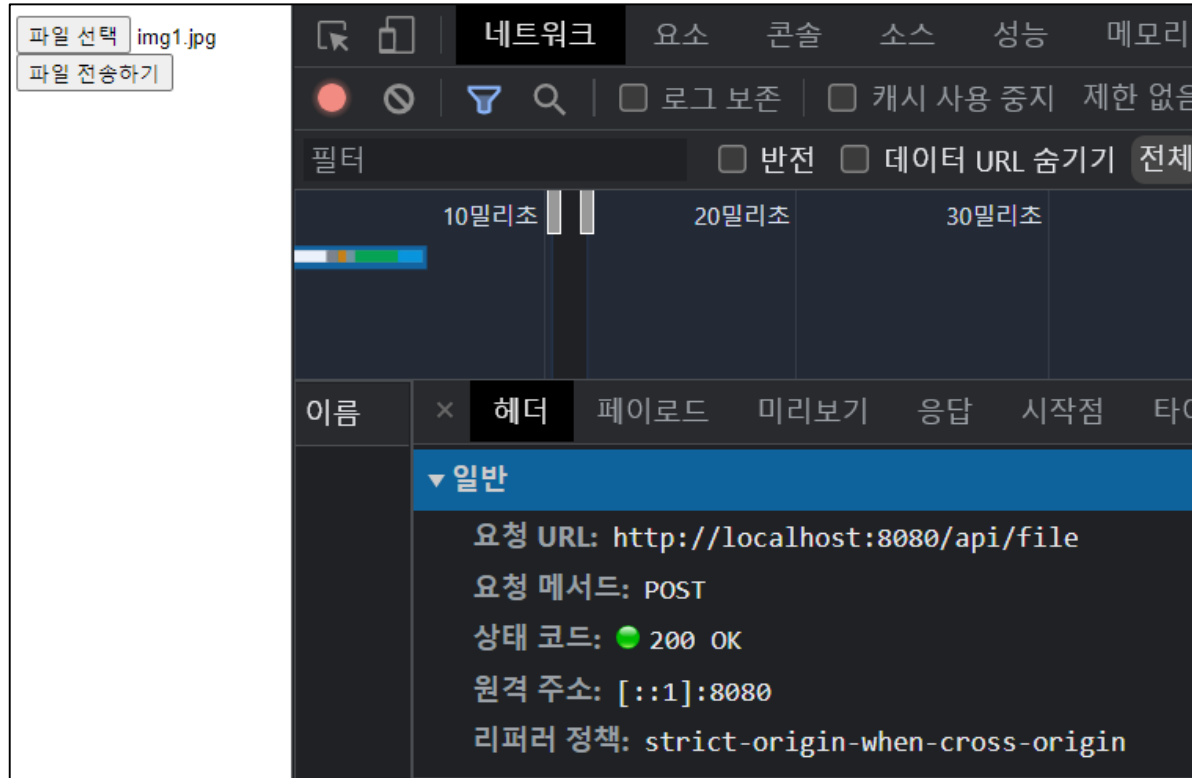 파일 선택 img1.jpg
파일 전송하기
네트워크 요소 콘솔 소스 성능 메모리
로그 보존 캐시 사용 중지 제한 없음
필터 반전 데이터 URL 숨기기 전체
10밀리초 20밀리초 30밀리초
이름 × 헤더 페이로드 미리보기 응답 시작점
▼일반
요청 URL: http://localhost:8080/api/file
요청 메서드: POST
상태 코드: 200 OK
원격 주소: [::1]:8080
리퍼러 정책: strict-origin-when-cross-origin